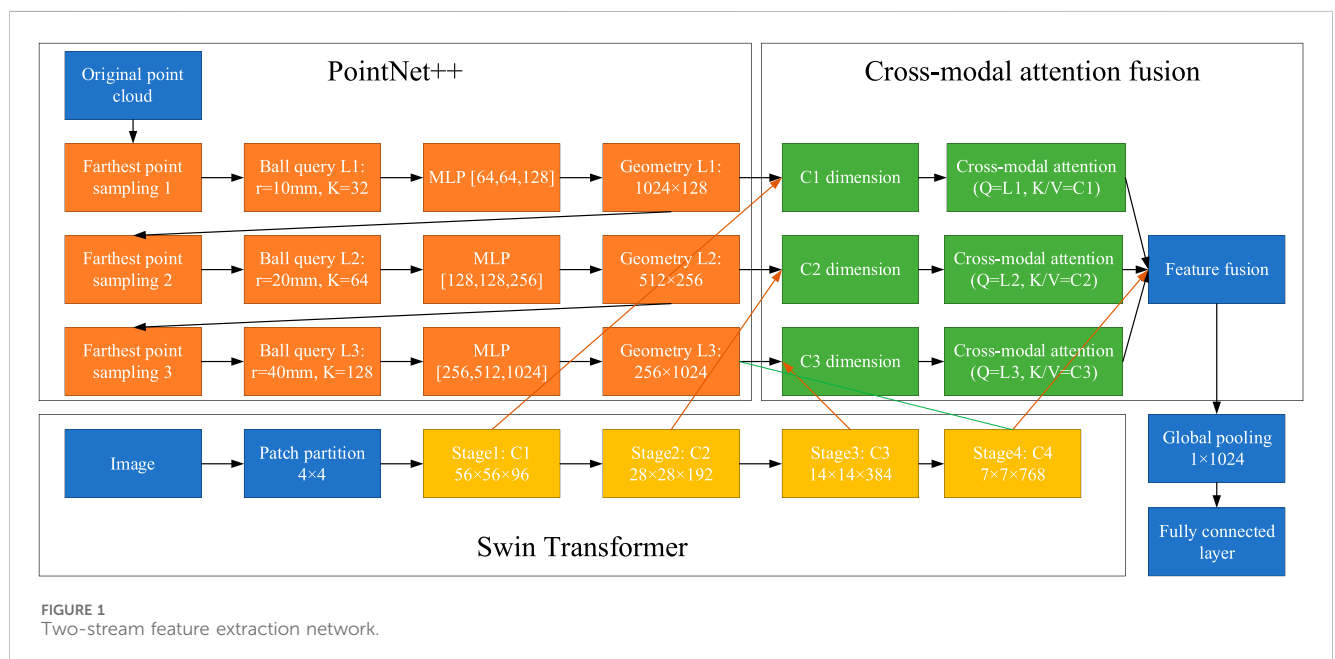 PointNet++
Original point
cloud
Farthest point
sampling 1
Ball query L1:
r=10mm, K=32
MLP [64,64,128]
Geometry L1:
1024×128
Farthest point
sampling 2
Ball query L2:
r=20mm, K=64
MLP
[128,128,256]
Geometry L2:
512×256
Farthest point
sampling 3
Ball query L3:
r=40mm, K=128
MLP
[256,512,1024]
Geometry L3:
256×1024
Cross-modal attention fusion
C1 dimension
Cross-modal attention
(Q=L1, K/V=C1)
C2 dimension
Cross-modal attention
(Q=L2, K/V=C2)
Feature fusion
C3 dimension
Cross-modal attention
(Q=L3, K/V=C3)
Image
Patch partition
4×4
Stage1: C1
56×56×96
Stage2: C2
28×28×192
Stage3: C3
14×14×384
Stage4: C4
7×7×768
Swin Transformer
Global pooling
1×1024
Fully connected
layer
FIGURE 1
Two-stream feature extraction network.